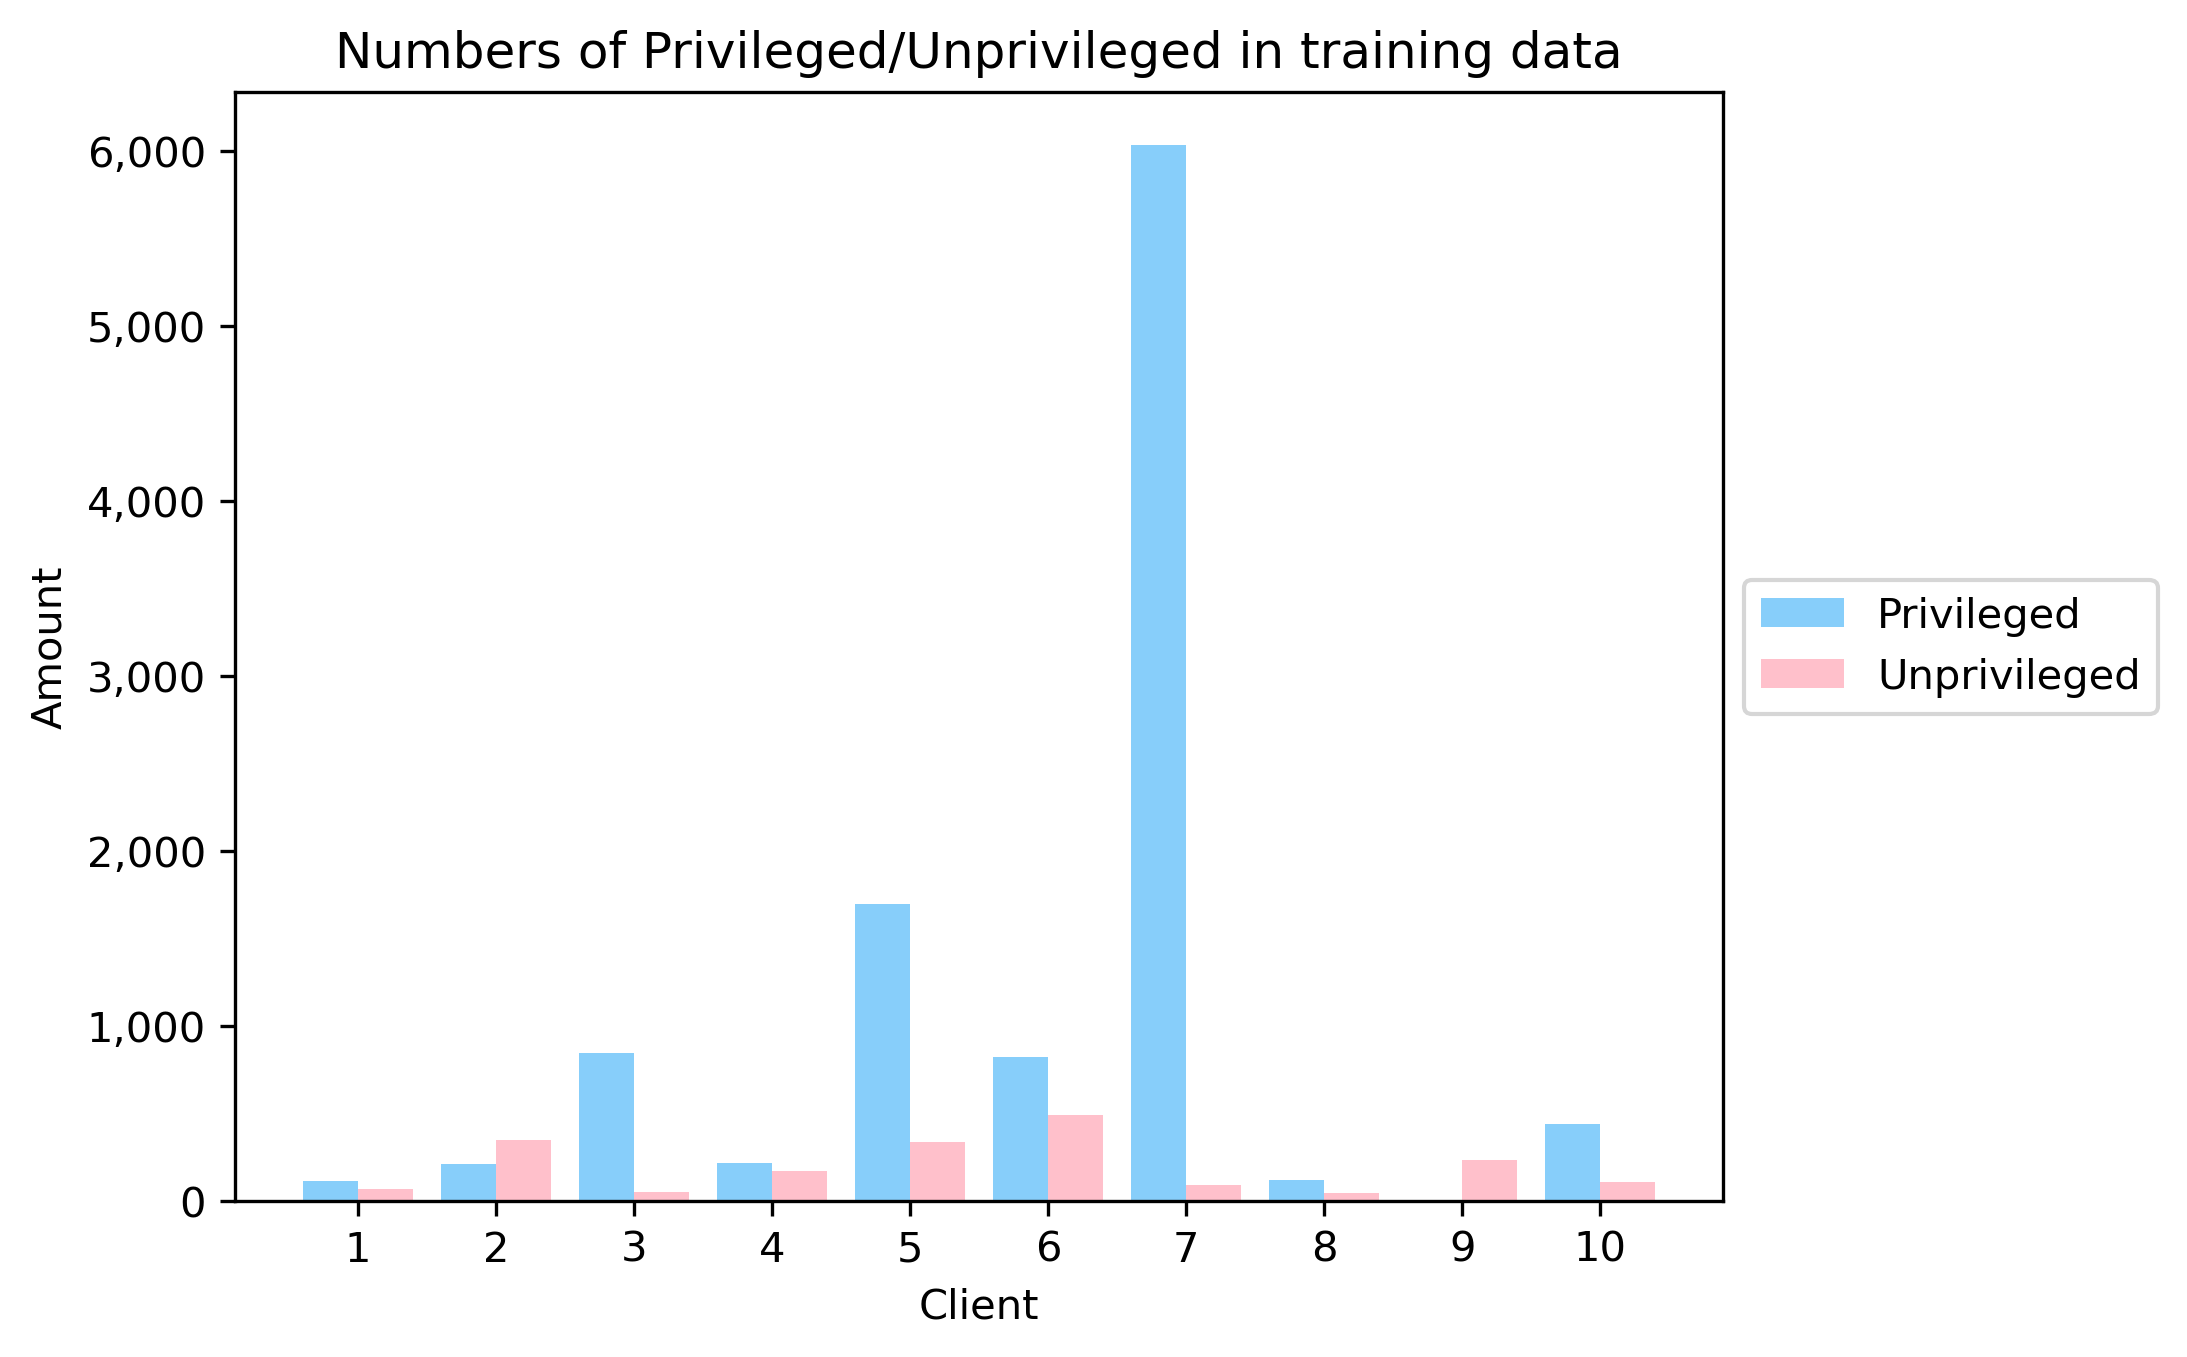 Numbers of Privileged/Unprivileged in training data
6,000
5,000
4,000
3,000
2,000
1,000
0
Amount
1 2 3 4 5 6 7 8 9 10
Client
Privileged
Unprivileged